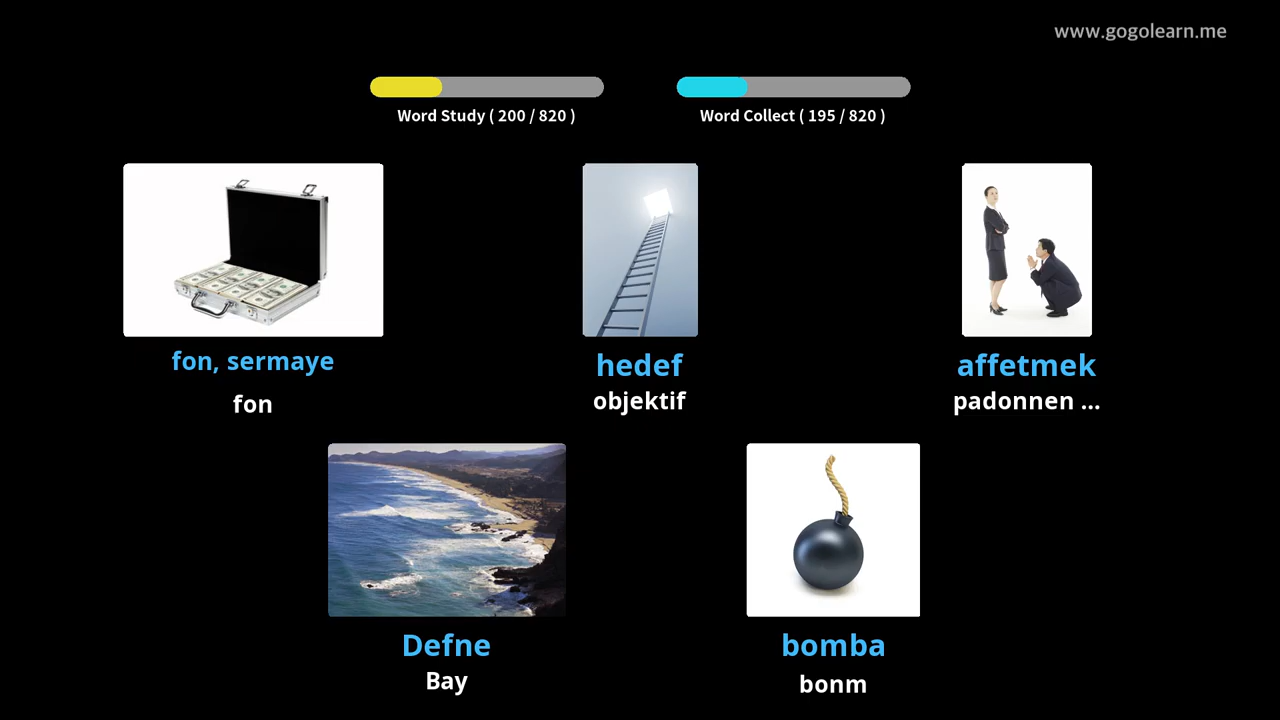 www.gogolearn.me
Word Study ( 200 / 820 )
Word Collect ( 195 / 820 )
fon, sermaye
fon
hedef
objektif
affetmek
padonnen ...
Defne
Bay
bomba
bonm